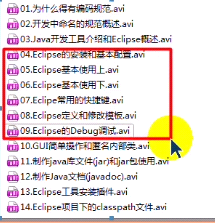 01.为什么得有编码规范.avi
02.开发中命名的规范概述.avi
03.Java开发工具介绍和Eclipse概述.avi
04.Eclipse的安装和基本配置.avi
05.Eclipse基本使用上.avi
06.Eclipse基本使用下.avi
07.Eclipe常用的快捷键.avi
08.Eclipse定义和修改模板.avi
09.Eclipse的Debug调试.avi
10.GUI简单操作和匿名内部类.avi
11.制作java库文件(jar)和jar包使用.avi
12.制作Java文档(javadoc).avi
13.Eclipse工具安装插件.avi
14.Eclipse项目下的classpath文件.avi